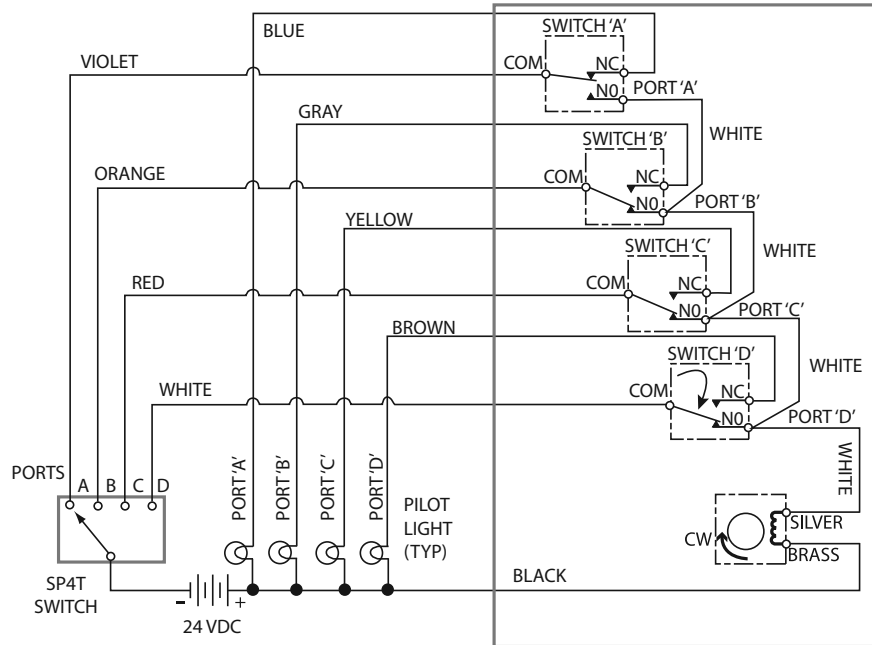 BLUE
SWITCH 'A'
VIOLET
COM
NC
N0
PORT 'A'
GRAY
WHITE
SWITCH 'B'
ORANGE
COM
NC
N0
PORT 'B'
YELLOW
WHITE
SWITCH 'C'
RED
COM
NC
N0
PORT 'C'
BROWN
WHITE
SWITCH 'D'
WHITE
COM
NC
N0
PORT 'D'
WHITE
PORTS
A B C D
PORT 'A'
PORT 'B'
PORT 'C'
PORT 'D'
PILOT
LIGHT
(TYP)
SILVER
CW
BRASS
BLACK
SP4T
SWITCH
- +
24 VDC